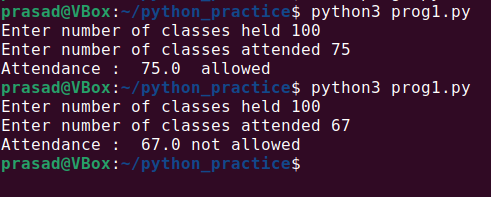 prasad@VBox:~/python_practice$ python3 prog1.py
Enter number of classes held 100
Enter number of classes attended 75
Attendance :  75.0  allowed
prasad@VBox:~/python_practice$ python3 prog1.py
Enter number of classes held 100
Enter number of classes attended 67
Attendance :  67.0 not allowed
prasad@VBox:~/python_practice$